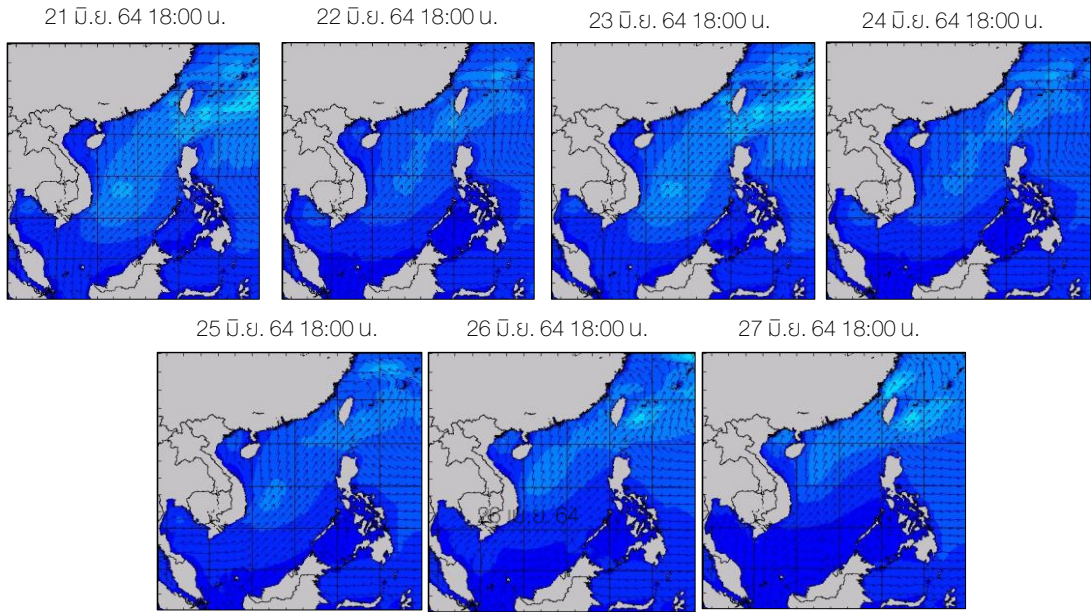 21 มิ.ย. 64 18:00 น.
22 มิ.ย. 64 18:00 น.
23 มิ.ย. 64 18:00 น.
24 มิ.ย. 64 18:00 น.
25 มิ.ย. 64 18:00 น.
26 มิ.ย. 64 18:00 น.
27 มิ.ย. 64 18:00 น.
26 เม.ย. 64